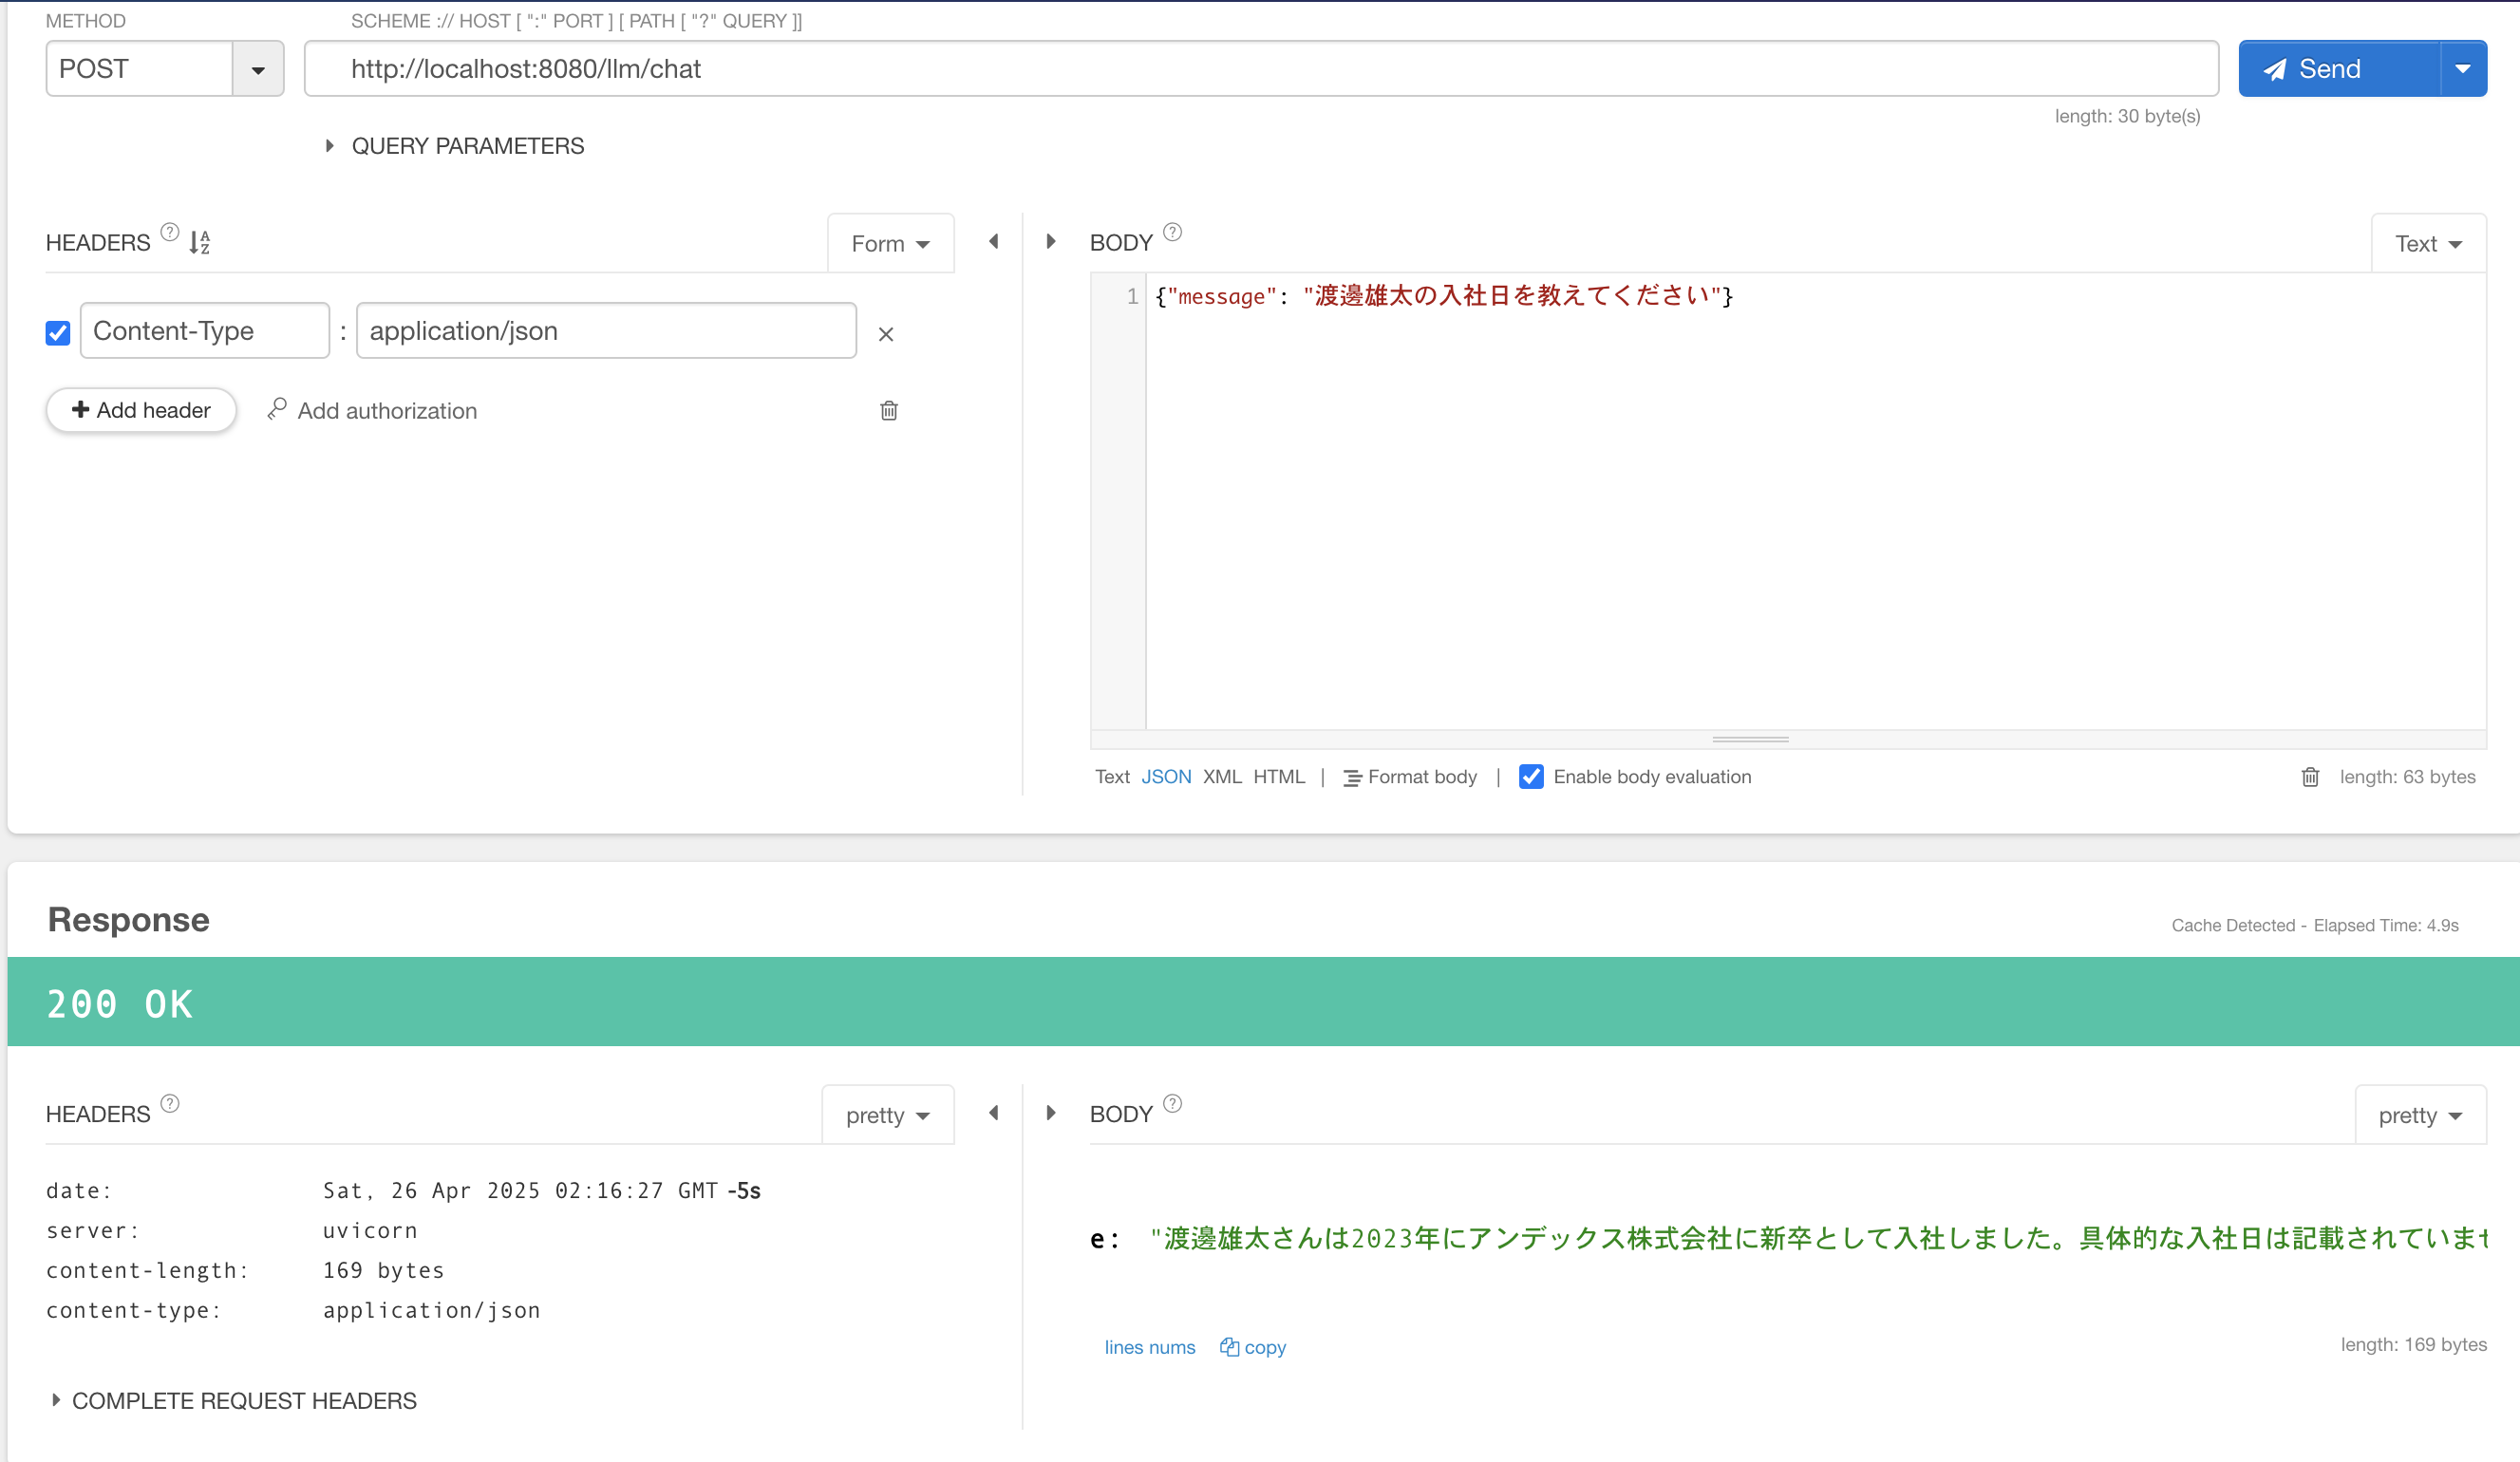 METHOD
SCHEME :// HOST [ ":" PORT ] [ PATH [ "?" QUERY ]]
POST
http://localhost:8080/llm/chat
Send
length: 30 byte(s)
QUERY PARAMETERS
HEADERS ? A Z
Form
BODY ?
Text
Content-Type : application/json ×
1 {"message": "渡邊雄太の入社日を教えてください"}
Add header
Add authorization
Text JSON XML HTML | Format body | Enable body evaluation
length: 63 bytes
Response
Cache Detected - Elapsed Time: 4.9s
200 OK
HEADERS ?
pretty
BODY ?
pretty
date: Sat, 26 Apr 2025 02:16:27 GMT -5s
server: uvicorn
content-length: 169 bytes
content-type: application/json
e: "渡邊雄太さんは2023年にアンデックス株式会社に新卒として入社しました。具体的な入社日は記載されていませ
lines nums copy
length: 169 bytes
COMPLETE REQUEST HEADERS